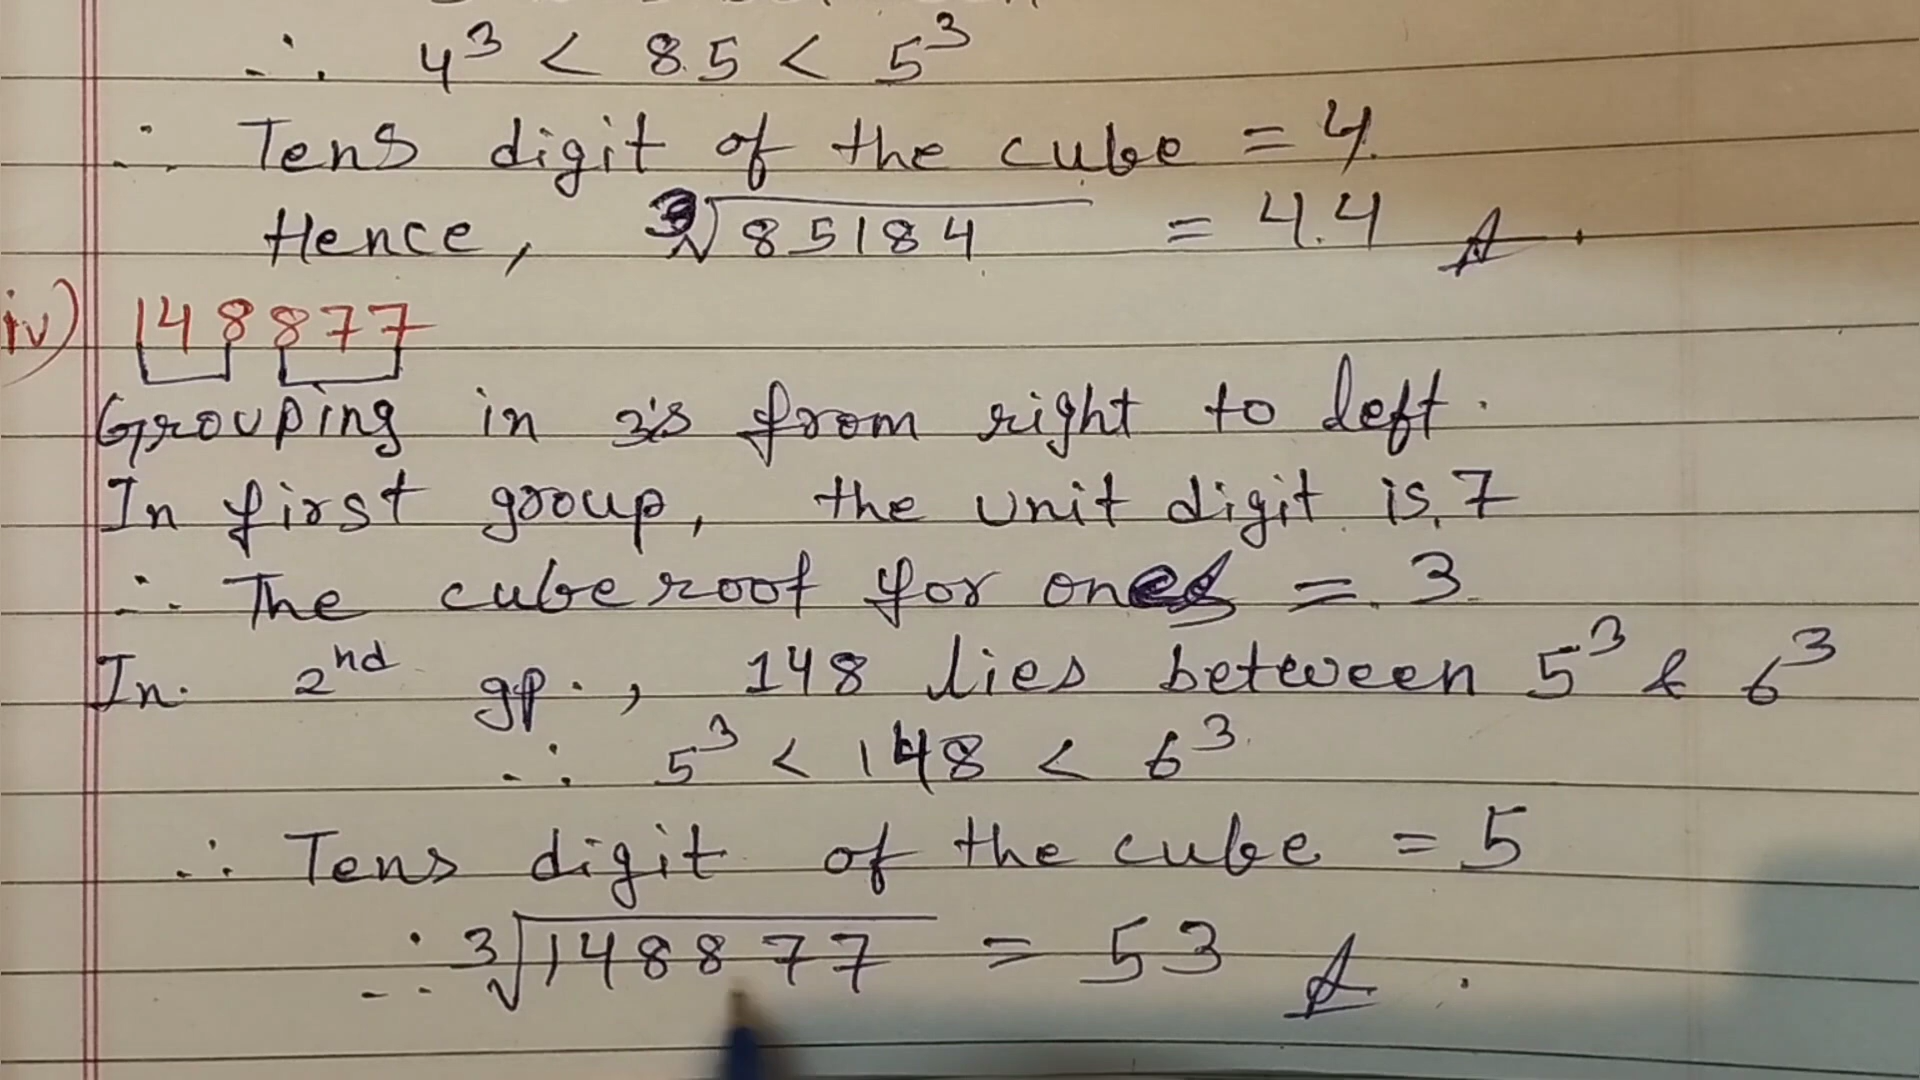 ∴ 4³ < 85 < 5³
∴ Tens digit of the cube = 4.
Hence, ∛85184 = 44
iv) 148877
Grouping in 3's from right to left.
In first group, the unit digit is 7
∴ The cube root for ones = 3
In 2nd gp., 148 lies between 5³ & 6³
∴ 5³ < 148 < 6³
∴ Tens digit of the cube = 5
∴ ∛148877 = 53